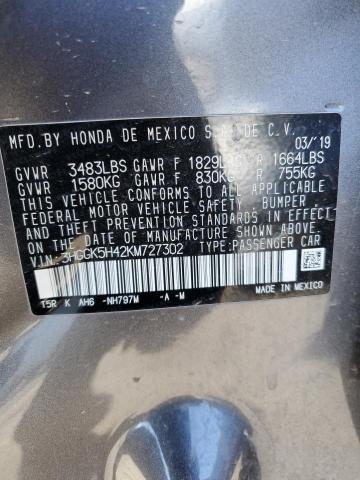 MFD. BY HONDA DE MEXICO S. DE C.V.
03/19
GVWR 3483LBS GAWR F 1829LBS R 1664LBS
GVWR 1580KG GAWR F 830KG R 755KG
THIS VEHICLE CONFORMS TO ALL APPLICABLE
FEDERAL MOTOR VEHICLE SAFETY, BUMPER,
AND THEFT PREVENTION STANDARDS IN EFFECT
ON THE DATE OF MANUFACTURE SHOWN ABOVE.
V.I.N: 3HGGK5H42KM727302 TYPE: PASSENGER CAR
T5R K AH6 -NH797M -A -M
MADE IN MEXICO